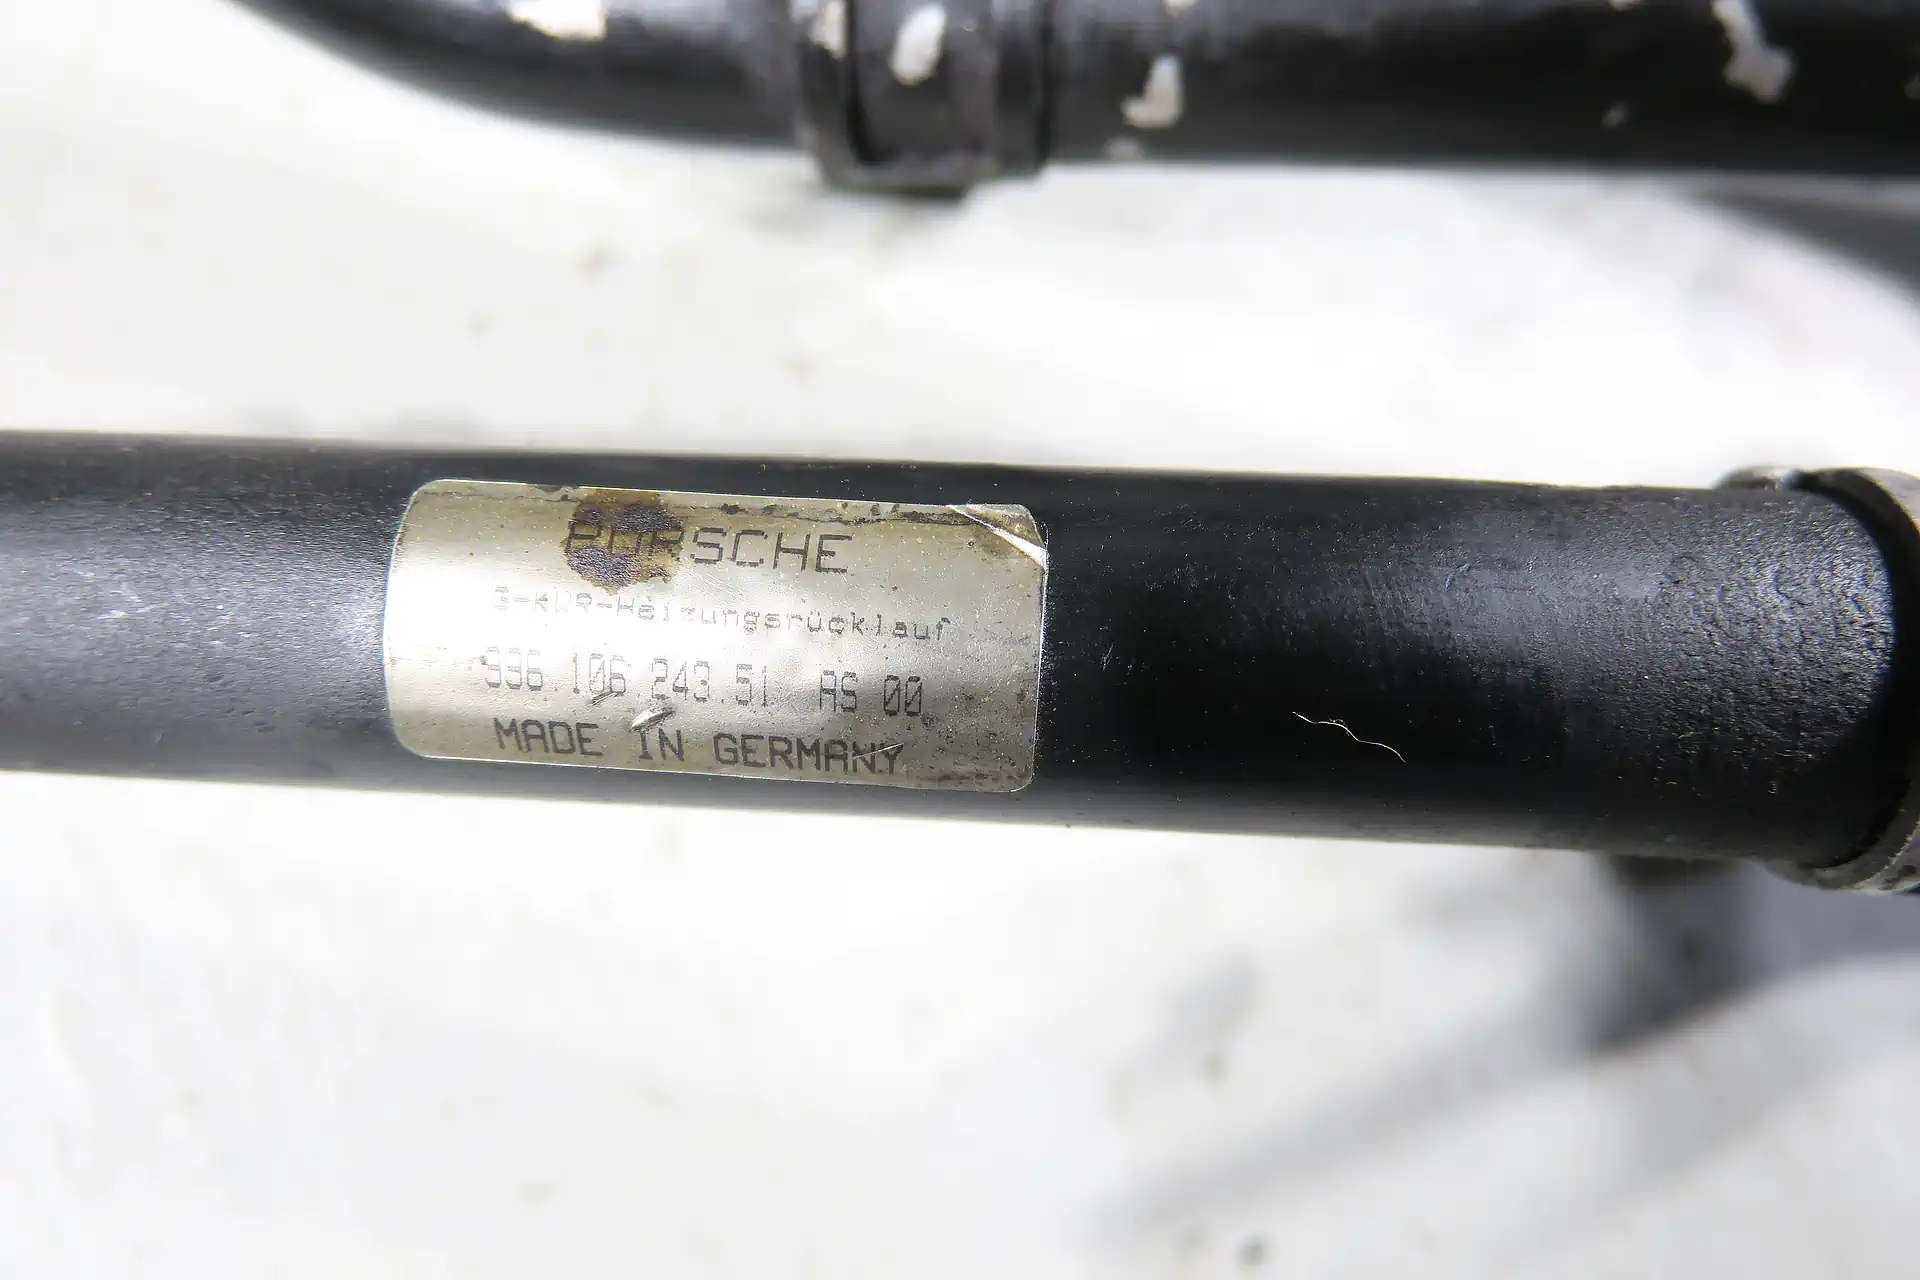 PORSCHE
G-KWR-Heizungsrücklauf
996.106.243.51 AS 00
MADE IN GERMANY